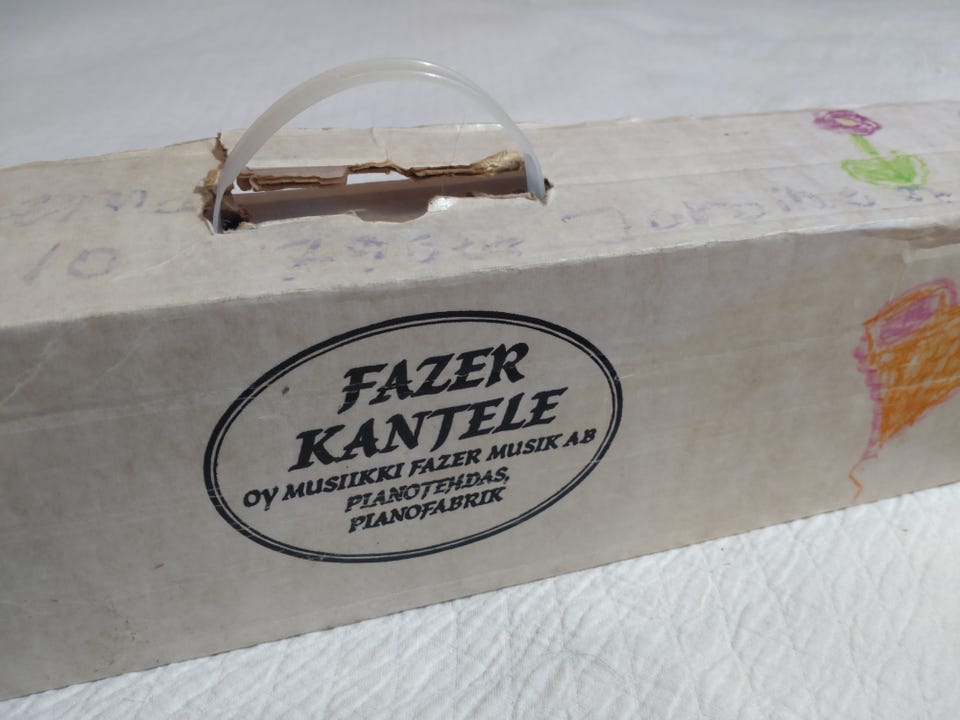 FAZER
KANTELE
OY MUSIIKKI FAZER MUSIK AB
PIANOTEHDAS,
PIANOFABRIK